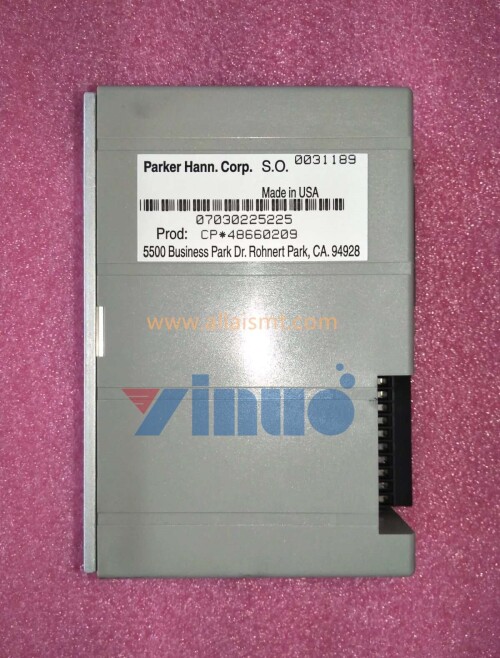 Parker Hann. Corp. S.O. 0031189
Made in USA
07030225225
Prod: CP*48660209
5500 Business Park Dr. Rohnert Park, CA. 94928
www.allaismt.com
Yinuo